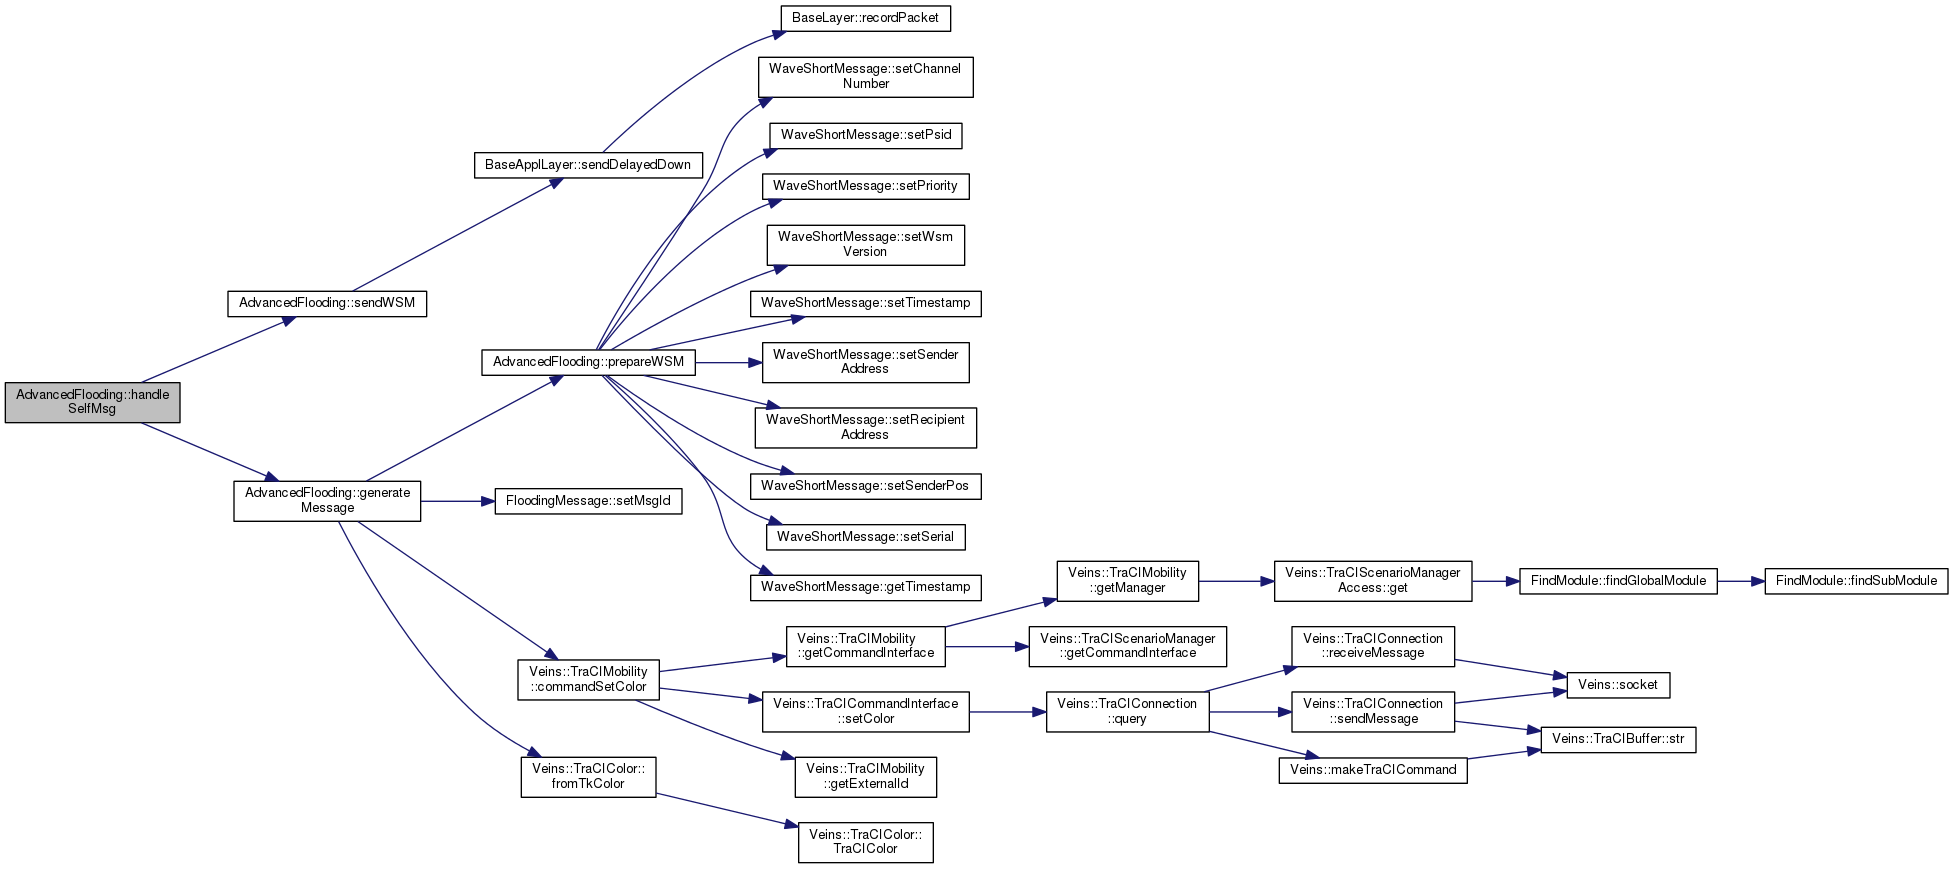 BaseLayer::recordPacket
WaveShortMessage::setChannel
Number
WaveShortMessage::setPsid
BaseApplLayer::sendDelayedDown
WaveShortMessage::setPriority
WaveShortMessage::setWsm
Version
AdvancedFlooding::sendWSM
WaveShortMessage::setTimestamp
AdvancedFlooding::prepareWSM
WaveShortMessage::setSender
Address
AdvancedFlooding::handle
SelfMsg
WaveShortMessage::setRecipient
Address
AdvancedFlooding::generate
Message
FloodingMessage::setMsgId
WaveShortMessage::setSenderPos
WaveShortMessage::setSerial
WaveShortMessage::getTimestamp
Veins::TraCIMobility
::getManager
Veins::TraCIScenarioManager
Access::get
FindModule::findGlobalModule
FindModule::findSubModule
Veins::TraCIMobility
::getCommandInterface
Veins::TraCIScenarioManager
::getCommandInterface
Veins::TraCIConnection
::receiveMessage
Veins::TraCIMobility
::commandSetColor
Veins::socket
Veins::TraCICommandInterface
::setColor
Veins::TraCIConnection
::query
Veins::TraCIConnection
::sendMessage
Veins::TraCIBuffer::str
Veins::TraCIColor::
fromTkColor
Veins::TraCIMobility
::getExternalId
Veins::makeTraCICommand
Veins::TraCIColor::
TraCIColor